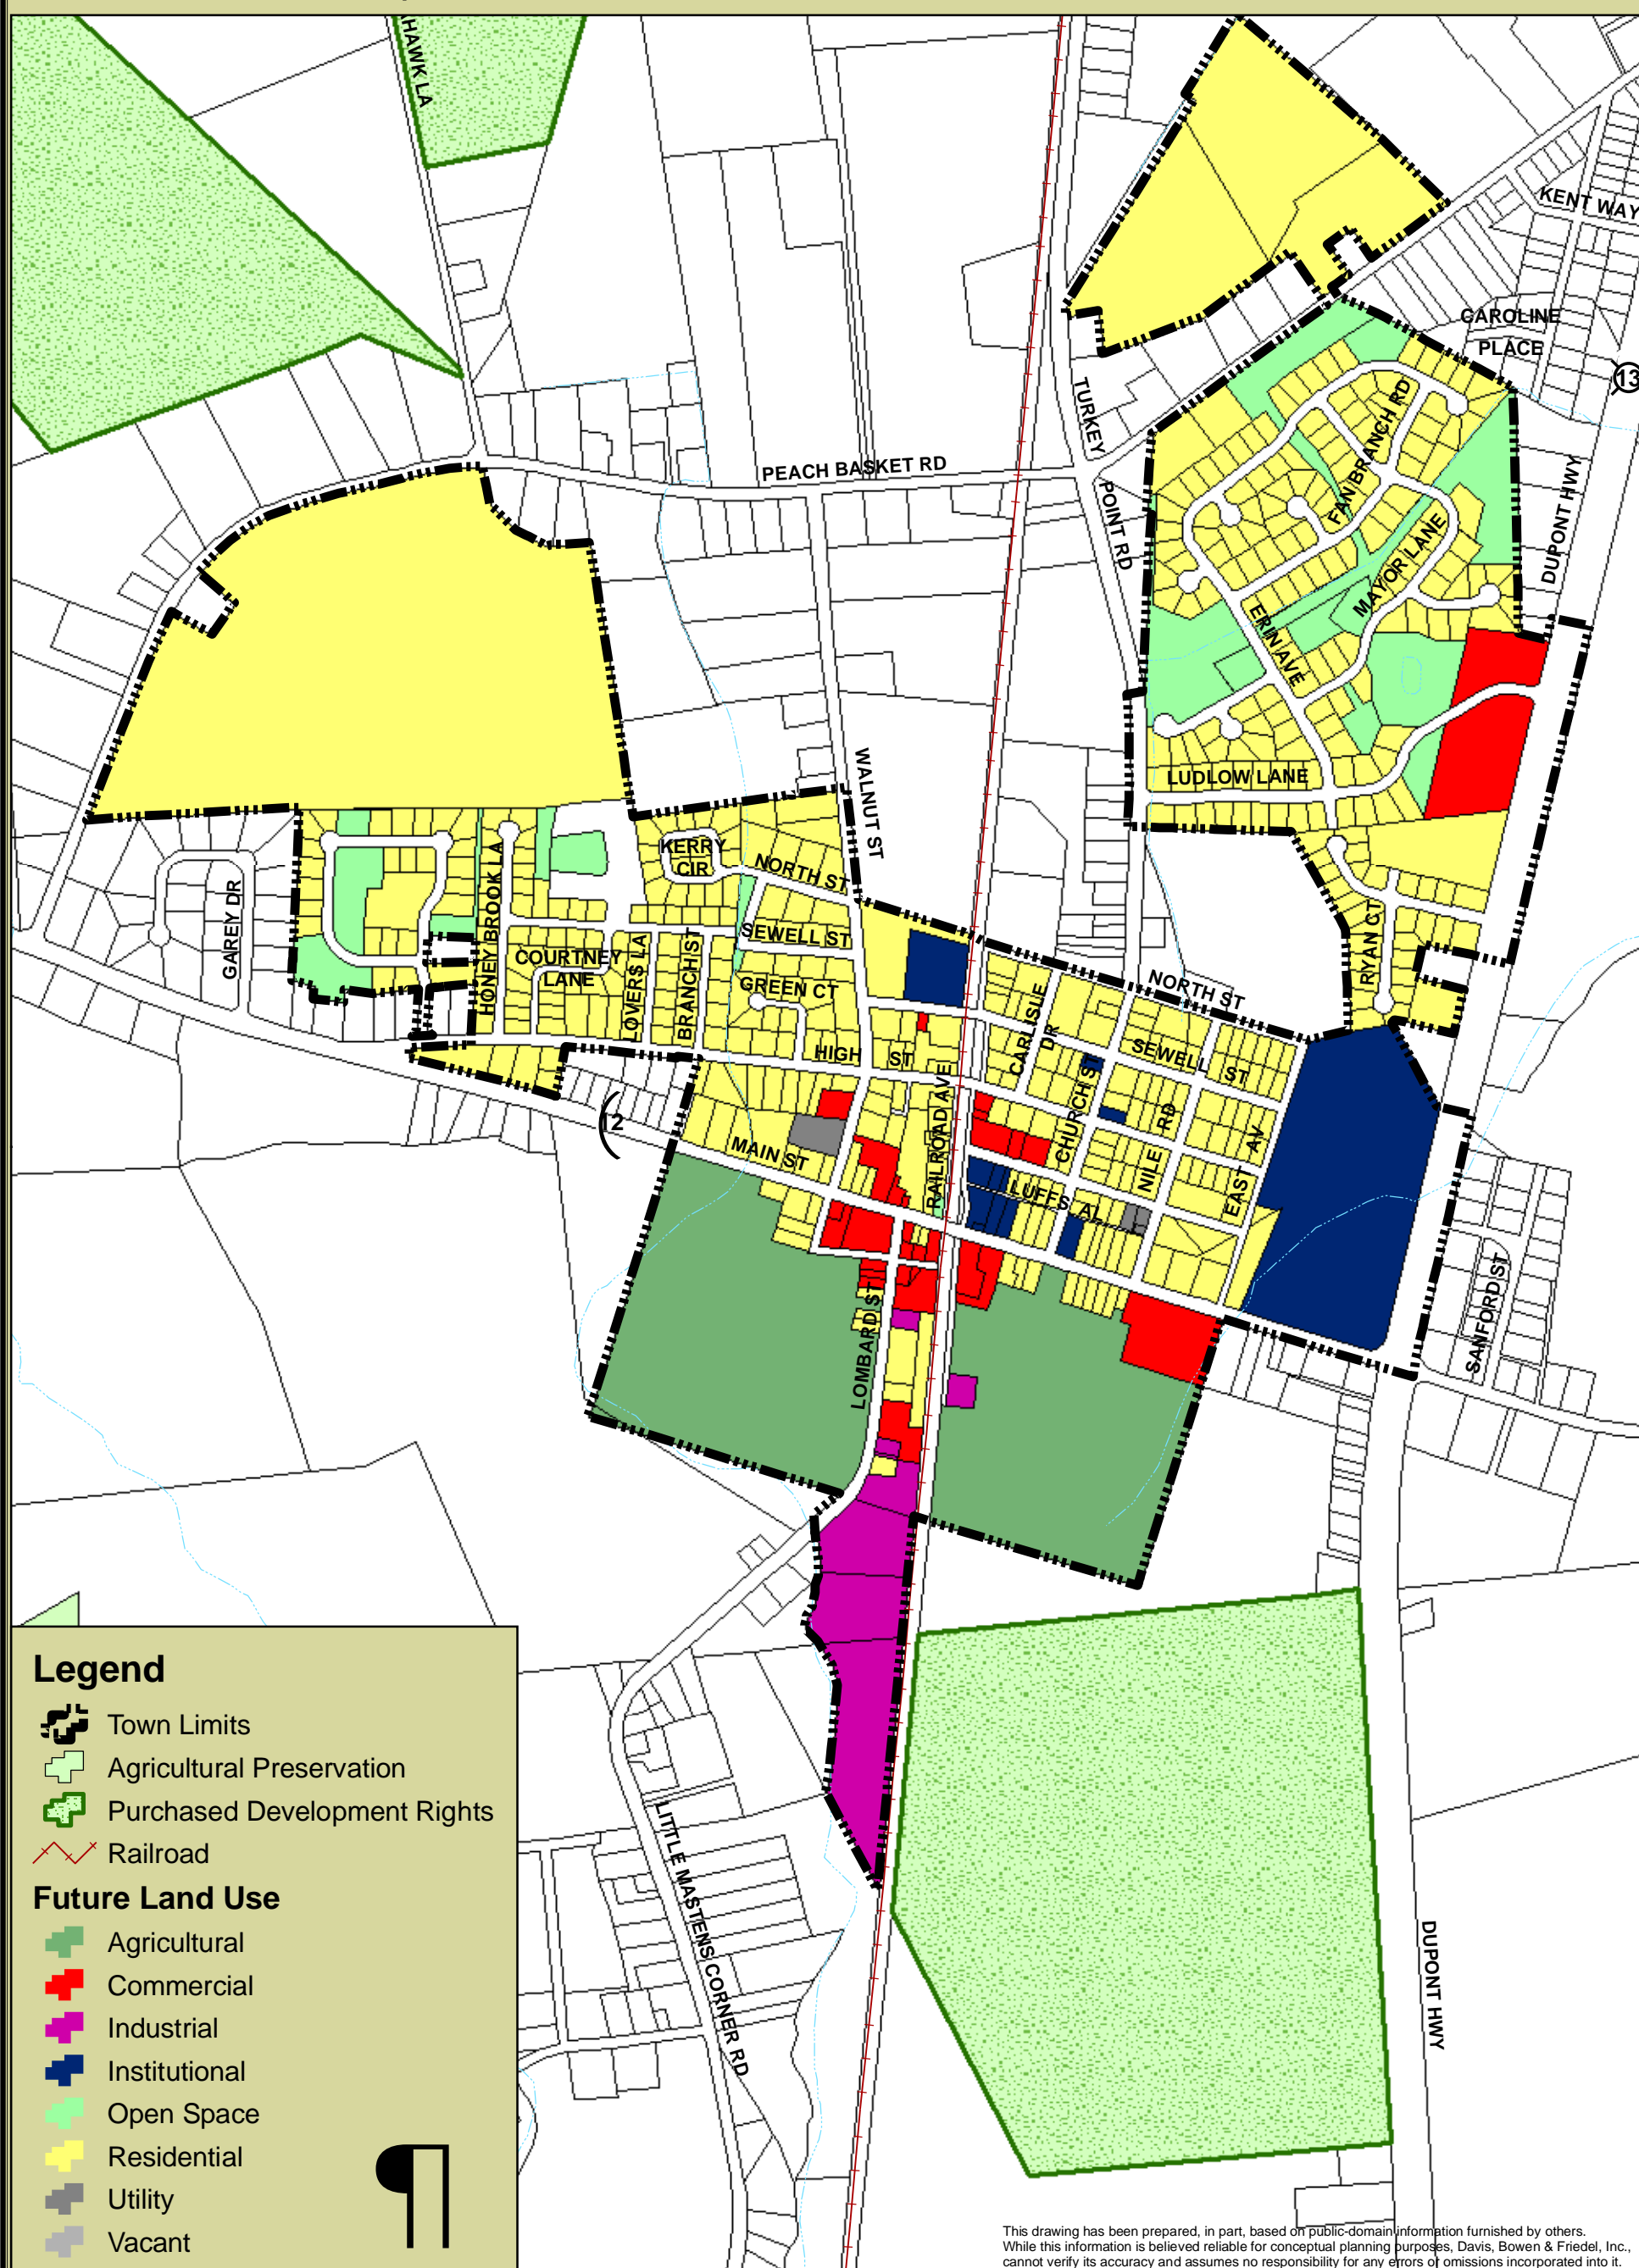 HAWK LA
KENT WAY
CAROLINE
PLACE
13
TURKEY
POINT RD
PEACH BASKET RD
FAN BRANCH RD
MAYOR LANE
DUPONT HWY
ERIN AVE
LUDLOW LANE
WALNUT ST
KERRY
CIR
NORTH ST
GAREY DR
HONEY BROOK LA
SEWELL ST
COURTNEY
LANE
LOVERS LA
BRANCH ST
GREEN CT
RYAN CT
NORTH ST
CARLISLE
DR
HIGH ST
SEWELL ST
CHURCH ST
RAILROAD AVE
NILE RD
EAST AV
12
MAIN ST
LUFFS AL
LOMBARD ST
SANFORD ST
LITTLE MASTENS CORNER RD
DUPONT HWY
Legend
Town Limits
Agricultural Preservation
Purchased Development Rights
Railroad
Future Land Use
Agricultural
Commercial
Industrial
Institutional
Open Space
Residential
Utility
Vacant
¶
This drawing has been prepared, in part, based on public-domain information furnished by others.
While this information is believed reliable for conceptual planning purposes, Davis, Bowen & Friedel, Inc.,
cannot verify its accuracy and assumes no responsibility for any errors or omissions incorporated into it.